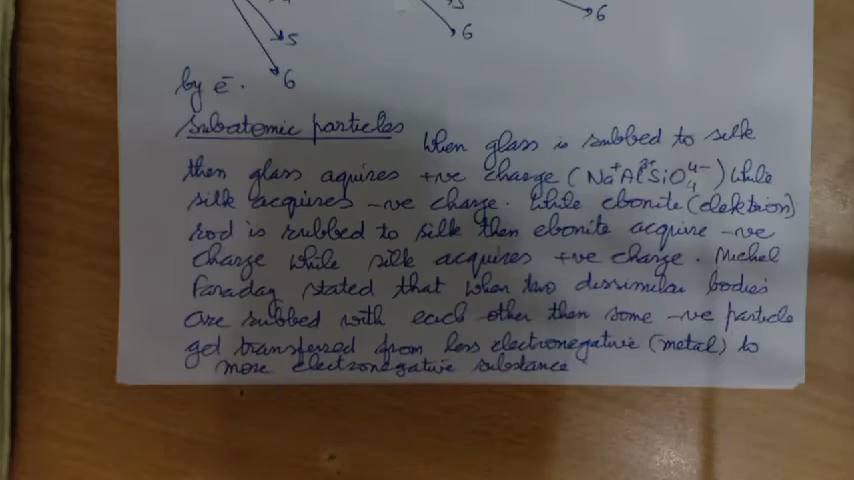 5
6
6
6
by e⁻.
Subatomic particles When glass is rubbed to silk
then glass aquires +ve charge (Na⁺Al³⁺SiO₄⁴⁻) While
silk acquires -ve charge. While ebonite (elektrion)
rod is rubbed to silk then ebonite acquire -ve
charge while silk acquires +ve charge. Michel
Faraday stated that when two dissimilar bodies
are rubbed with each other then some -ve particle
get transferred from less electronegative (metal) to
more electronegative substance